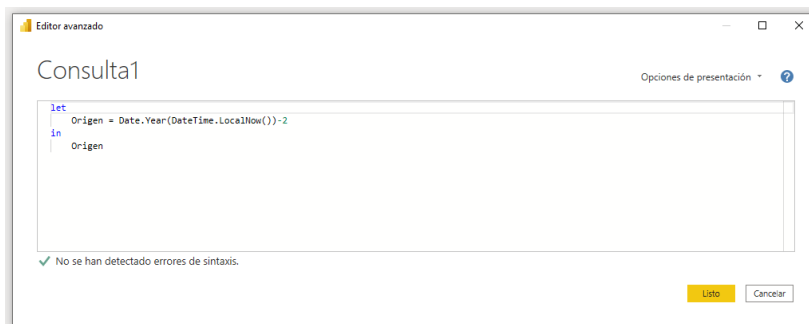 Editor avanzado
Consulta1
Opciones de presentación
let
Origen = Date.Year(DateTime.LocalNow())-2
in
Origen
No se han detectado errores de sintaxis.
Listo
Cancelar